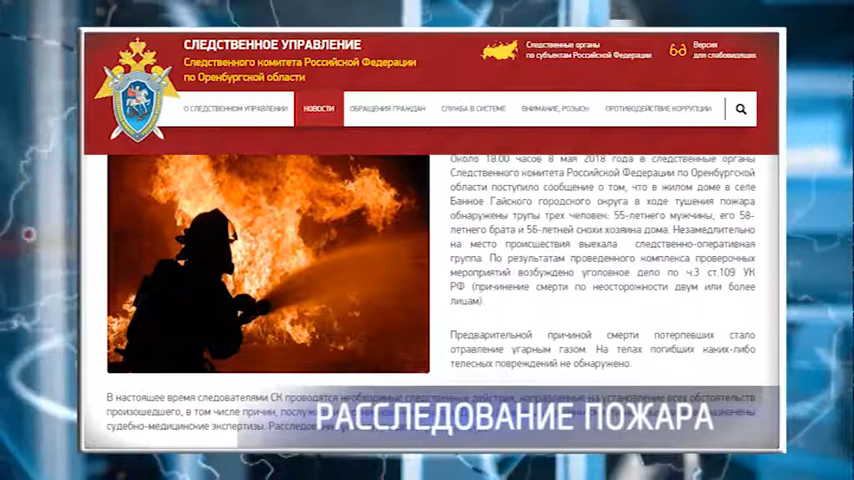 СЛЕДСТВЕННОЕ УПРАВЛЕНИЕ
Следственного комитета Российской Федерации
по Оренбургской области
Следственные органы
по субъектам Российской Федерации
Версия
для слабовидящих
О СЛЕДСТВЕННОМ УПРАВЛЕНИИ НОВОСТИ ОБРАЩЕНИЯ ГРАЖДАН СЛУЖБА В СИСТЕМЕ ВНИМАНИЕ, РОЗЫСК! ПРОТИВОДЕЙСТВИЕ КОРРУПЦИИ
Около 18.00 часов 8 мая 2018 года в следственные органы
Следственного комитета Российской Федерации по Оренбургской
области поступило сообщение о том, что в жилом доме в селе
Банное Гайского городского округа в ходе тушения пожара
обнаружены трупы трех человек: 55-летнего мужчины, его 58-
летнего брата и 56-летней снохи хозяина дома. Незамедлительно
на место происшествия выехала следственно-оперативная
группа. По результатам проведенного комплекса проверочных
мероприятий возбуждено уголовное дело по ч.3 ст.109 УК
РФ (причинение смерти по неосторожности двум или более
лицам).
Предварительной причиной смерти потерпевших стало
отравление угарным газом. На телах погибших каких-либо
телесных повреждений не обнаружено.
В настоящее время следователями СК проводятся необходимые следственные действия, направленные на установление всех обстоятельств
произошедшего, в том числе причин,
судебно-медицинские экспертизы.
РАССЛЕДОВАНИЕ ПОЖАРА